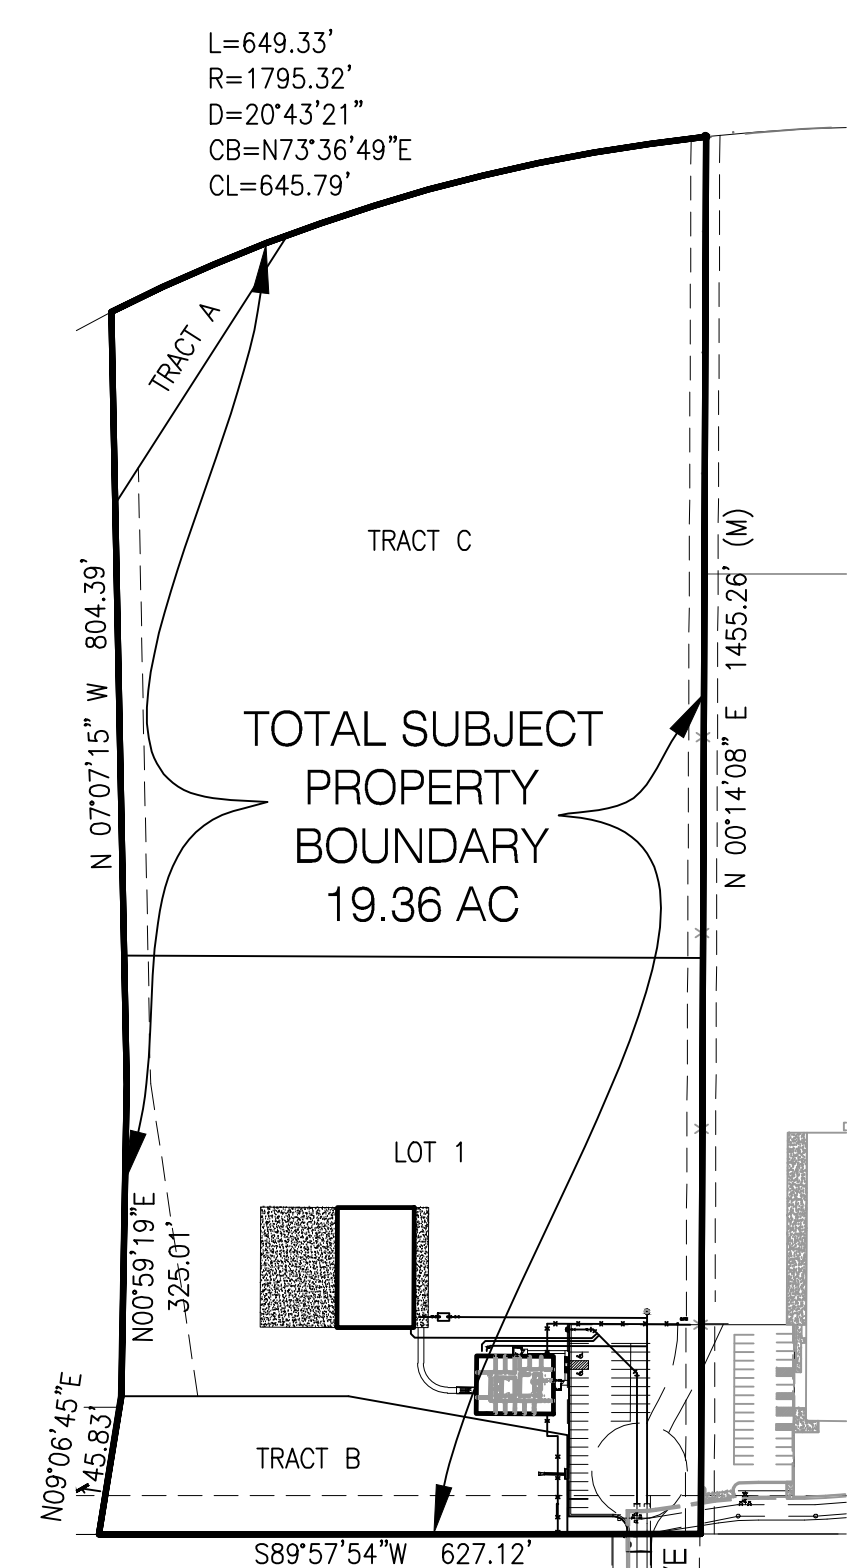 L=649.33'
R=1795.32'
D=20°43'21"
CB=N73°36'49"E
CL=645.79'
TRACT A
TRACT C
N 07°07'15" W 804.39'
N 00°14'08" E 1455.26' (M)
TOTAL SUBJECT
PROPERTY
BOUNDARY
19.36 AC
LOT 1
N00°59'19"E
325.01'
N09°06'45"E
145.83'
TRACT B
S89°57'54"W 627.12'